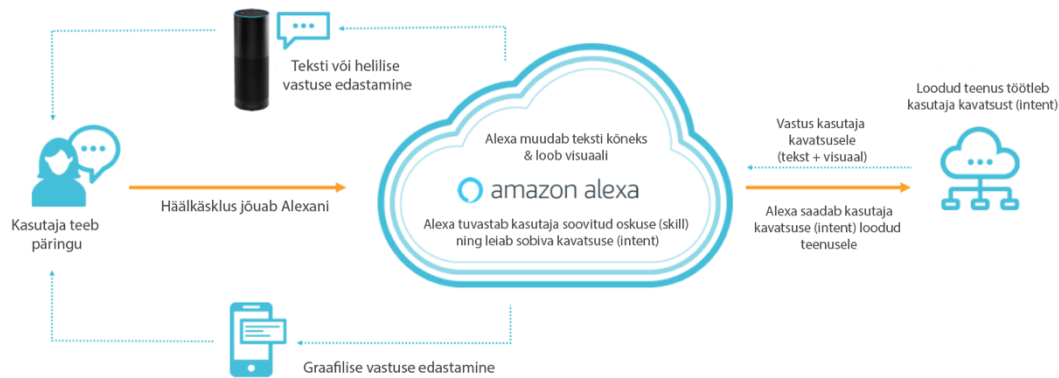 Teksti või helilise
vastuse edastamine
Kasutaja teeb
päringu
Häälkäsklus jõuab Alexani
Alexa muudab teksti kõneks
& loob visuaali
amazon alexa
Alexa tuvastab kasutaja soovitud oskuse (skill)
ning leiab sobiva kavatsuse (intent)
Graafilise vastuse edastamine
Vastus kasutaja
kavatsusele
(tekst + visuaal)
Alexa saadab kasutaja
kavatsuse (intent) loodud
teenusele
Loodud teenus töötleb
kasutaja kavatsust (intent)